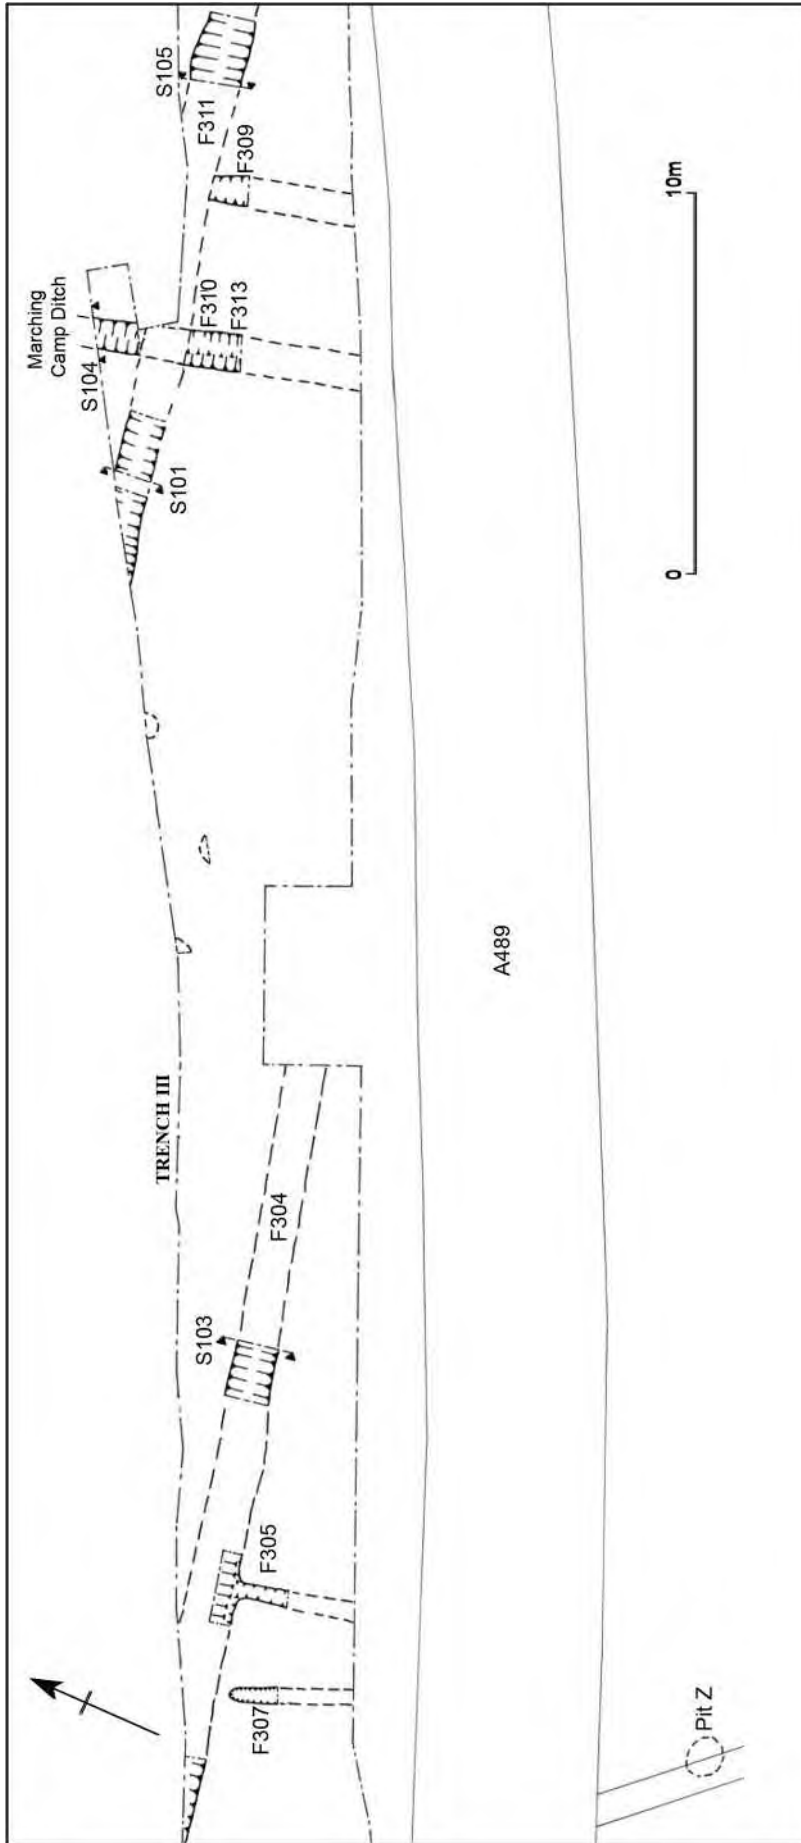 Marching
Camp Ditch
S105
F311
F309
F310
F313
S104
S101
TRENCH III
S103
F304
F305
F307
A489
Pit Z
0
10m